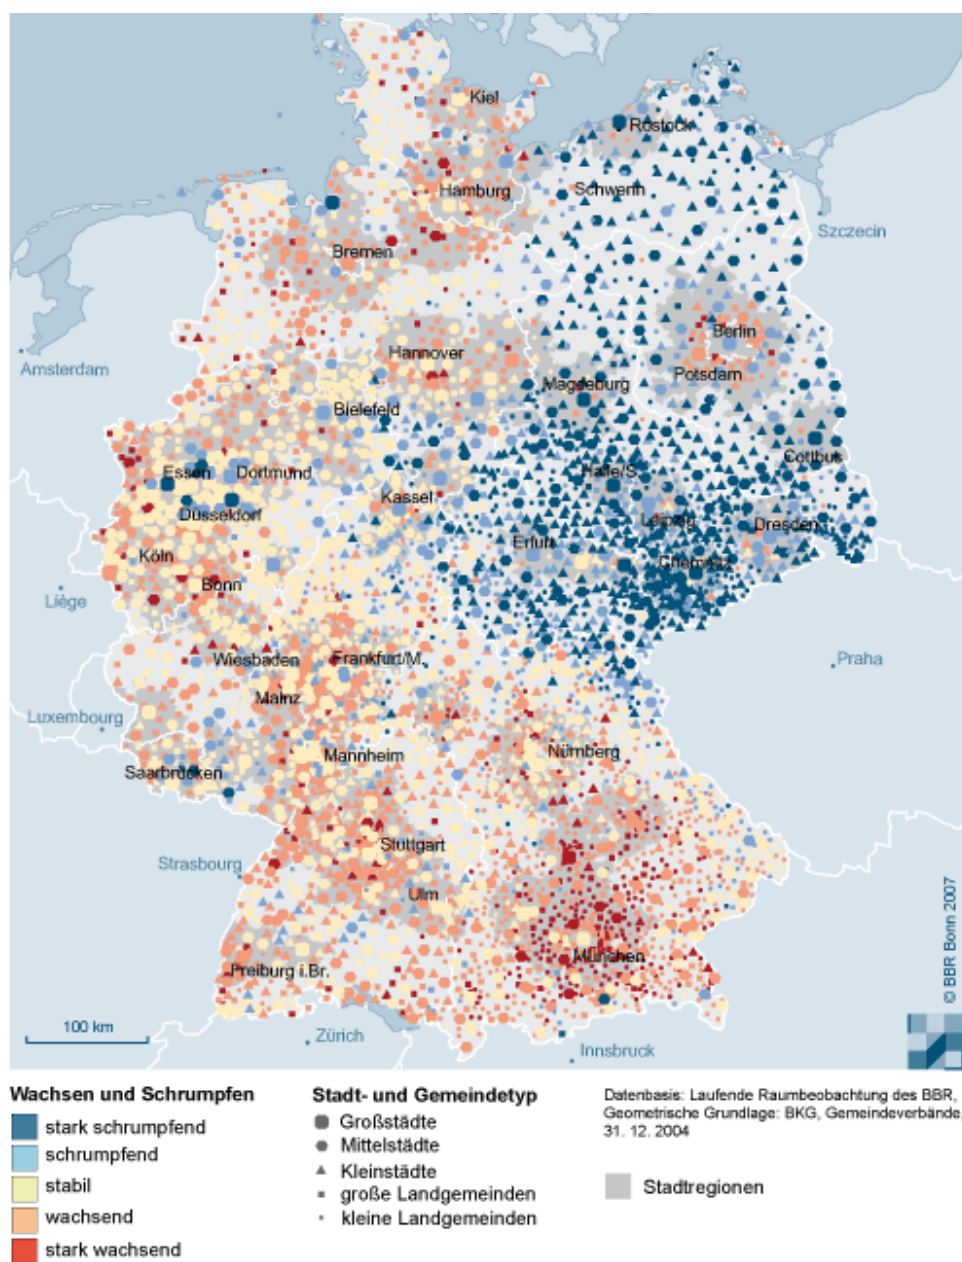 Kiel
Rostock
Hamburg
Schwerin
Szczecin
Bremen
Berlin
Hannover
Amsterdam
Magdeburg
Potsdam
Bielefeld
Cottbus
Essen
Dortmund
Halle/S.
Kassel
Düsseldorf
Leipzig
Dresden
Erfurt
Köln
Chemnitz
Bonn
Liège
Wiesbaden
Frankfurt/M.
Praha
Mainz
Luxembourg
Nürnberg
Mannheim
Saarbrücken
Stuttgart
Strasbourg
Ulm
München
Freiburg i.Br.
© BBR Bonn 2007
100 km
Zürich
Innsbruck
Wachsen und Schrumpfen
stark schrumpfend
schrumpfend
stabil
wachsend
stark wachsend
Stadt- und Gemeindetyp
Großstädte
Mittelstädte
Kleinstädte
große Landgemeinden
kleine Landgemeinden
Datenbasis: Laufende Raumbeobachtung des BBR,
Geometrische Grundlage: BKG, Gemeindeverbände,
31. 12. 2004
Stadtregionen